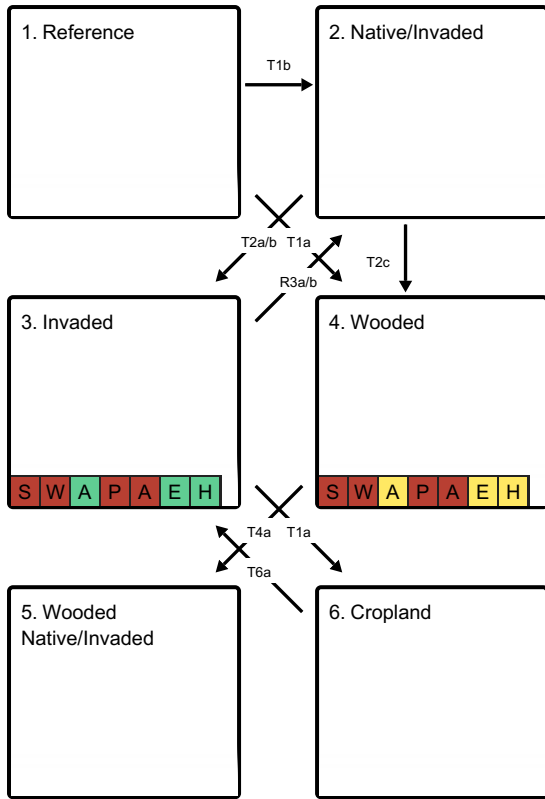 1. Reference
2. Native/Invaded
T1b
T2a/b
T1a
T2c
R3a/b
3. Invaded
4. Wooded
S W A P A E H
S W A P A E H
T4a
T1a
T6a
5. Wooded
Native/Invaded
6. Cropland